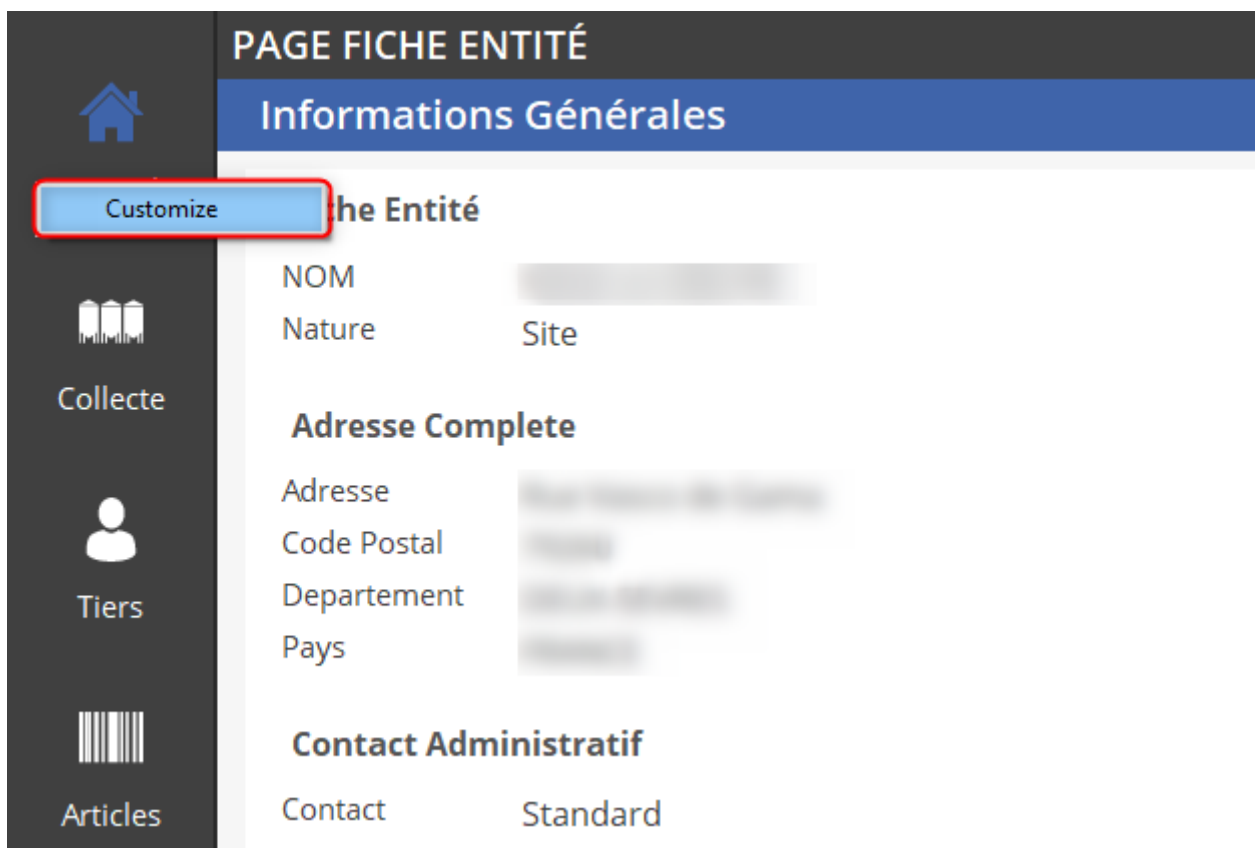 PAGE FICHE ENTITÉ
Informations Générales
Customize
he Entité
NOM
Nature Site
Collecte
Adresse Complete
Adresse
Code Postal
Departement
Tiers
Pays
Contact Administratif
Articles
Contact Standard